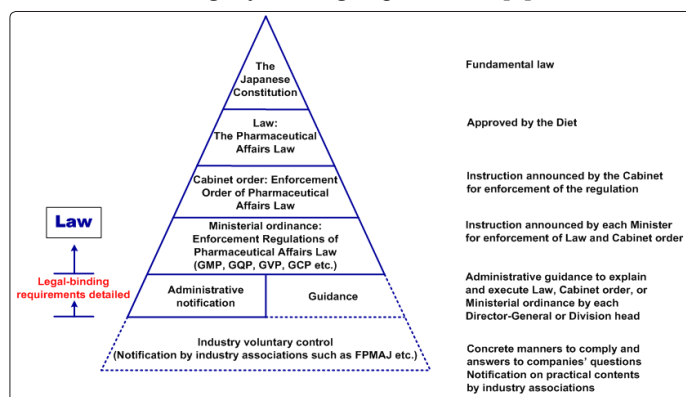 The
Japanese
Constitution
Fundamental law
Law:
The Pharmaceutical
Affairs Law
Approved by the Diet
Cabinet order: Enforcement
Order of Pharmaceutical
Affairs Law
Instruction announced by the Cabinet
for enforcement of the regulation
Law
Ministerial ordinance:
Enforcement Regulations of
Pharmaceutical Affairs Law
(GMP, GQP, GVP, GCP etc.)
Instruction announced by each Minister
for enforcement of Law and Cabinet order
Legal-binding
requirements detailed
Administrative
notification
Guidance
Administrative guidance to explain
and execute Law, Cabinet order, or
Ministerial ordinance by each
Director-General or Division head
Industry voluntary control
(Notification by industry associations such as FPMAJ etc.)
Concrete manners to comply and
answers to companies' questions
Notification on practical contents
by industry associations